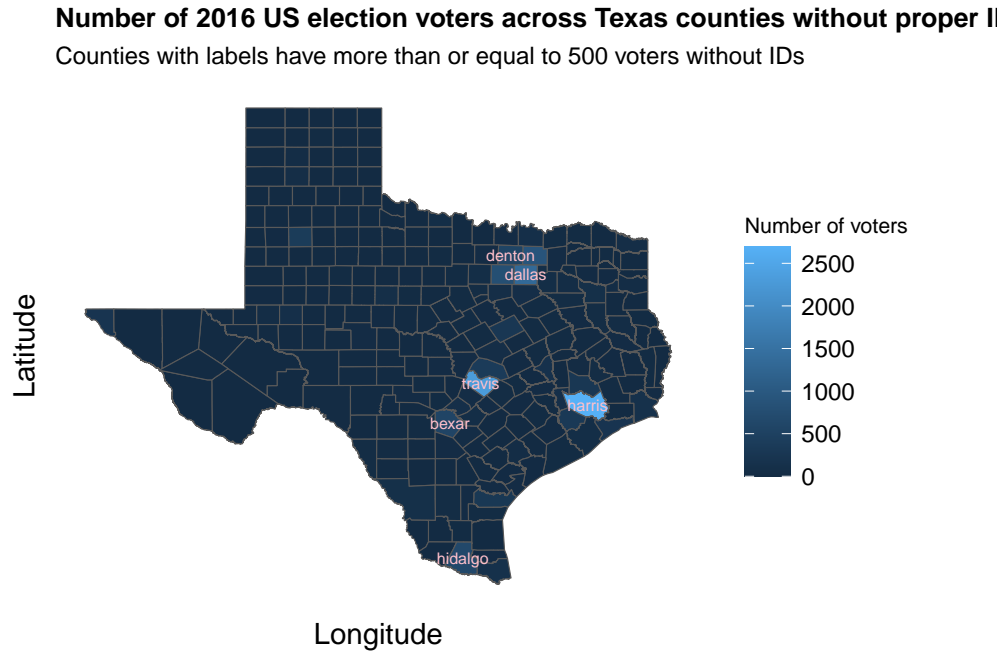 Number of 2016 US election voters across Texas counties without proper I
Counties with labels have more than or equal to 500 voters without IDs
Number of voters
2500
2000
1500
1000
500
0
denton
dallas
travis
harris
bexar
hidalgo
Latitude
Longitude